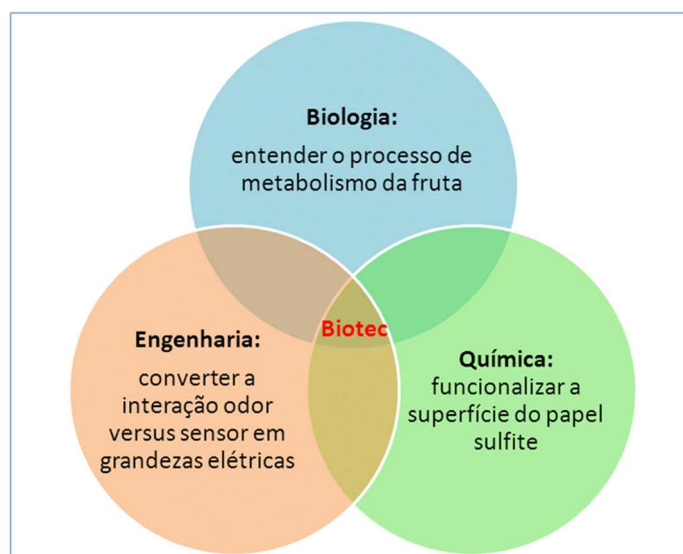 Biologia:
entender o processo de
metabolismo da fruta
Biotec
Engenharia:
converter a
interação odor
versus sensor em
grandezas elétricas
Química:
funcionalizar a
superfície do papel
sulfite